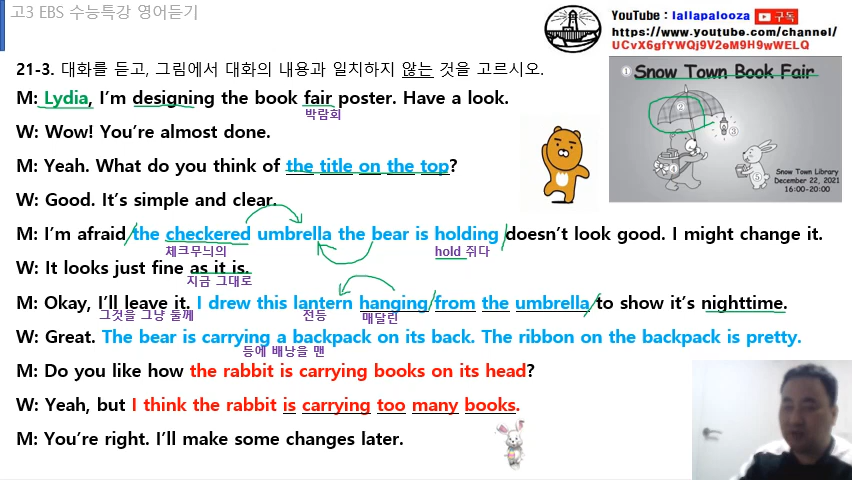 고3 EBS 수능특강 영어듣기
YouTube : lallapalooza 구독
https://www.youtube.com/channel/
UCvX6gfYWQj9V2eM9H9wWELQ
21-3. 대화를 듣고, 그림에서 대화의 내용과 일치하지 않는 것을 고르시오.
① Snow Town Book Fair
②
③
④
⑤
Snow Town Library
December 22, 2021
16:00-20:00
M: Lydia, I’m designing the book fair poster. Have a look.
박람회
W: Wow! You’re almost done.
M: Yeah. What do you think of the title on the top?
W: Good. It’s simple and clear.
M: I’m afraid the checkered umbrella the bear is holding doesn’t look good. I might change it.
체크무늬의 hold 쥐다
W: It looks just fine as it is.
지금 그대로
M: Okay, I’ll leave it. I drew this lantern hanging from the umbrella to show it’s nighttime.
그것을 그냥 둘께 전등 매달린
W: Great. The bear is carrying a backpack on its back. The ribbon on the backpack is pretty.
등에 배낭을 맨
M: Do you like how the rabbit is carrying books on its head?
W: Yeah, but I think the rabbit is carrying too many books.
M: You’re right. I’ll make some changes later.